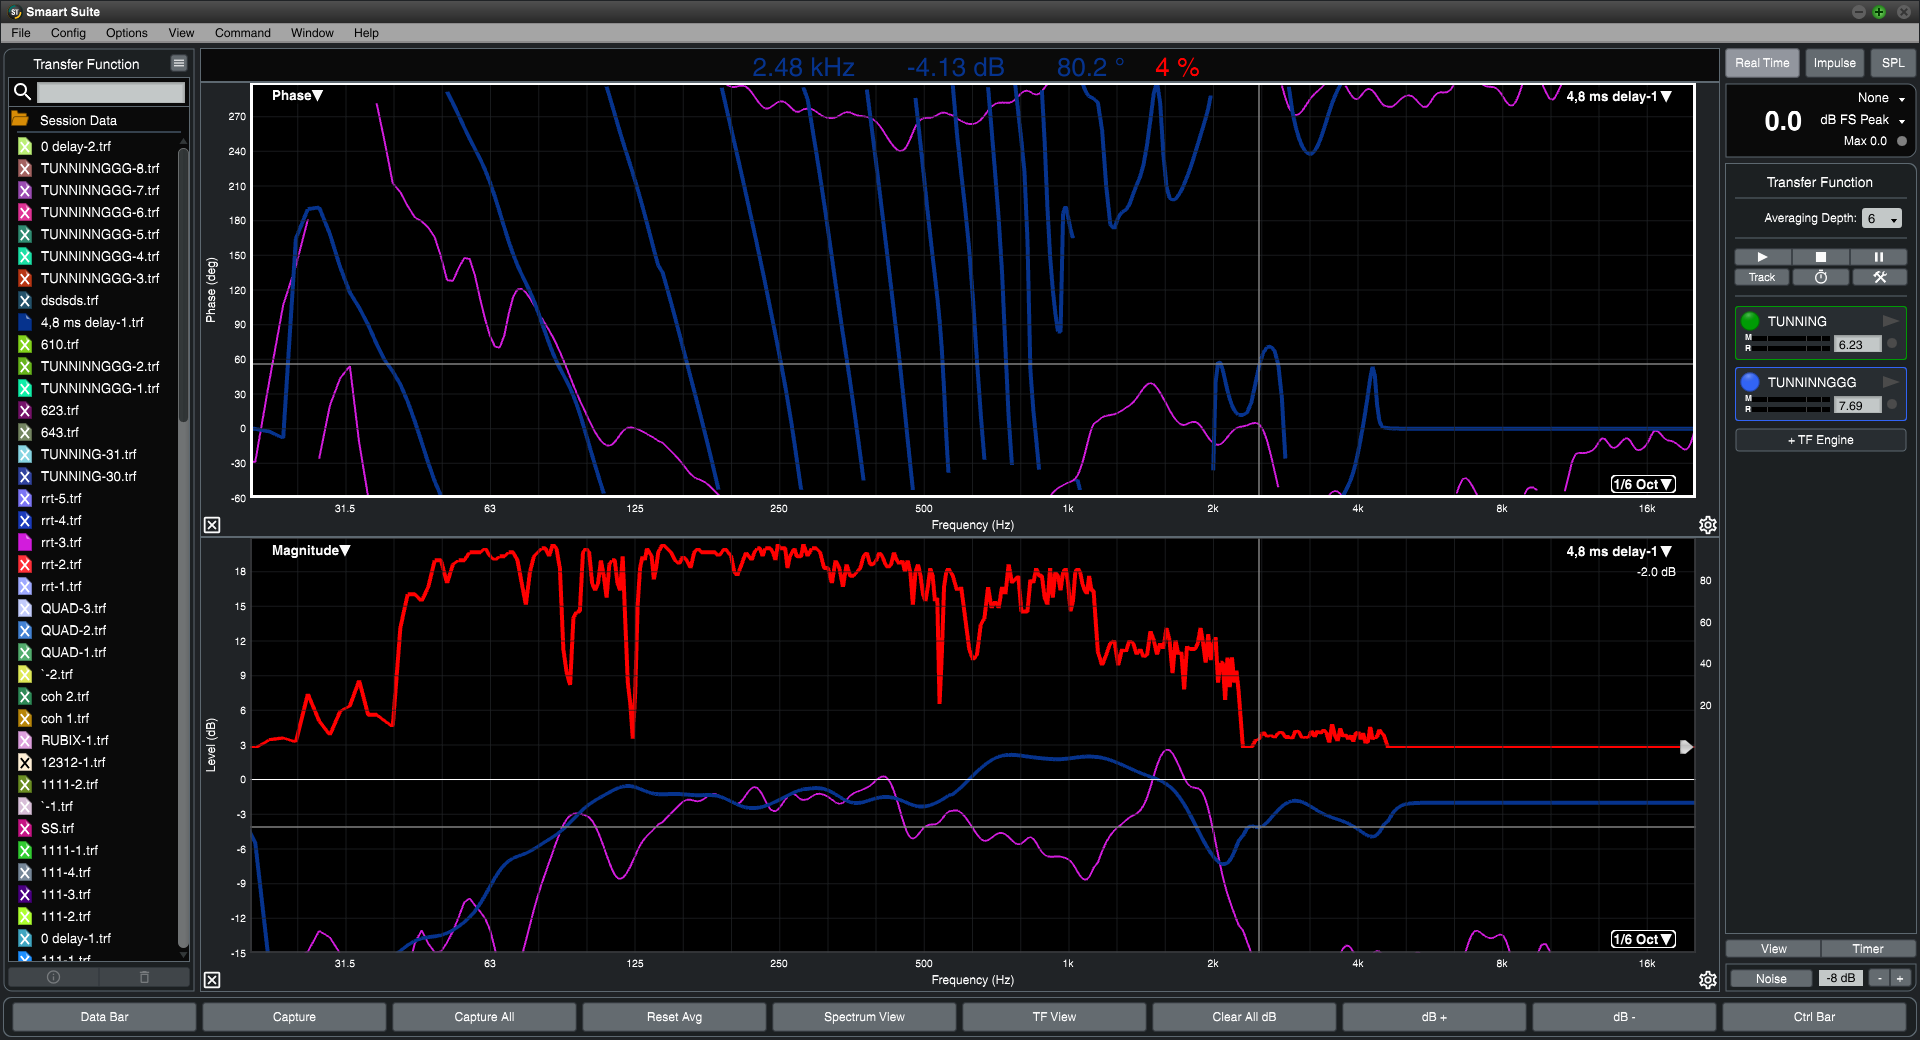 Smaart Suite
File Config Options View Command Window Help
Transfer Function
Session Data
0 delay-2.trf
TUNNINNGGG-8.trf
TUNNINNGGG-7.trf
TUNNINNGGG-6.trf
TUNNINNGGG-5.trf
TUNNINNGGG-4.trf
TUNNINNGGG-3.trf
dsdsds.trf
4,8 ms delay-1.trf
610.trf
TUNNINNGGG-2.trf
TUNNINNGGG-1.trf
623.trf
643.trf
TUNNING-31.trf
TUNNING-30.trf
rrt-5.trf
rrt-4.trf
rrt-3.trf
rrt-2.trf
rrt-1.trf
QUAD-3.trf
QUAD-2.trf
QUAD-1.trf
`-2.trf
coh 2.trf
coh 1.trf
RUBIX-1.trf
12312-1.trf
1111-2.trf
`-1.trf
SS.trf
1111-1.trf
111-4.trf
111-3.trf
111-2.trf
0 delay-1.trf
111-1.trf
2.48 kHz -4.13 dB 80.2 ° 4 %
Phase▼
4,8 ms delay-1▼
270
240
210
180
150
120
90
60
30
0
-30
-60
Phase (deg)
1/6 Oct▼
31.5 63 125 250 500 1k 2k 4k 8k 16k
Frequency (Hz)
Magnitude▼
4,8 ms delay-1▼
-2.0 dB
18
15
12
9
6
3
0
-3
-6
-9
-12
-15
Level (dB)
80
60
40
20
1/6 Oct▼
31.5 63 125 250 500 1k 2k 4k 8k 16k
Frequency (Hz)
Real Time Impulse SPL
None
0.0 dB FS Peak
Max 0.0
Transfer Function
Averaging Depth: 6
Track
TUNNING
M
R
6.23
TUNNINNGGG
M
R
7.69
+ TF Engine
View Timer
Noise -8 dB - +
Data Bar Capture Capture All Reset Avg Spectrum View TF View Clear All dB dB + dB - Ctrl Bar